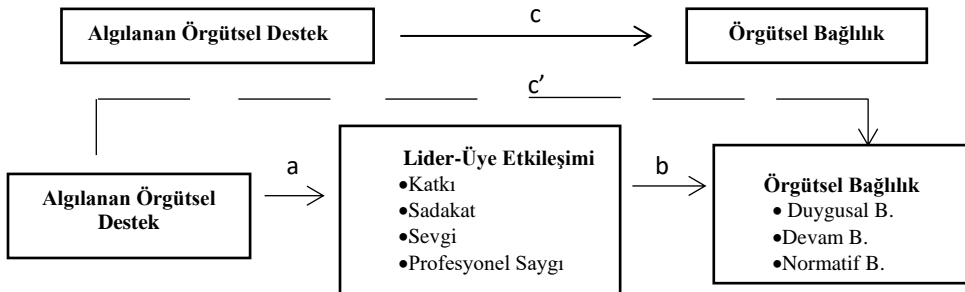 c
Algılanan Örgütsel Destek
Örgütsel Bağlılık
c’
Lider-Üye Etkileşimi
•Katkı
•Sadakat
•Sevgi
•Profesyonel Saygı
a
b
Algılanan Örgütsel
Destek
Örgütsel Bağlılık
• Duygusal B.
• Devam B.
• Normatif B.